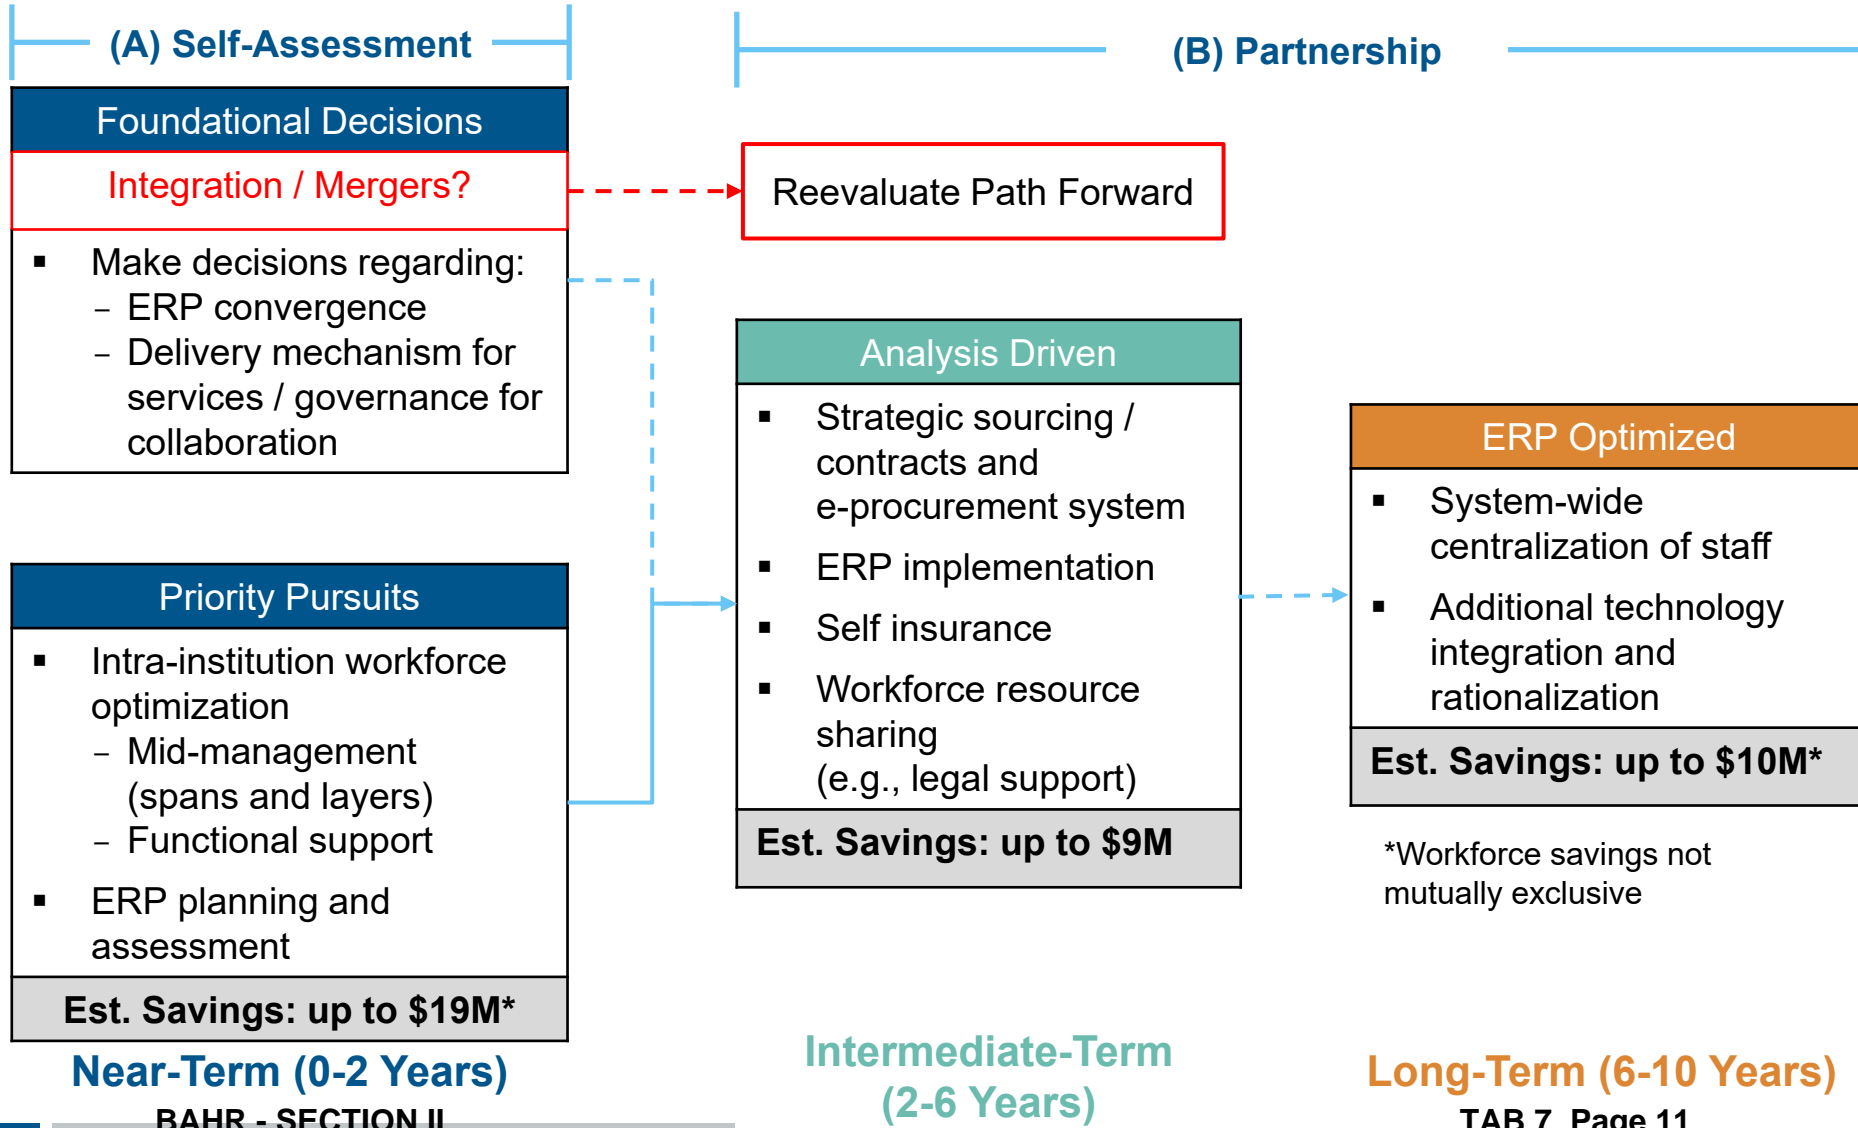 (A) Self-Assessment
(B) Partnership
Foundational Decisions
Integration / Mergers?
▪ Make decisions regarding:
– ERP convergence
– Delivery mechanism for
services / governance for
collaboration
Priority Pursuits
▪ Intra-institution workforce
optimization
– Mid-management
(spans and layers)
– Functional support
▪ ERP planning and
assessment
Est. Savings: up to $19M*
Near-Term (0-2 Years)
Reevaluate Path Forward
Analysis Driven
▪ Strategic sourcing /
contracts and
e-procurement system
▪ ERP implementation
▪ Self insurance
▪ Workforce resource
sharing
(e.g., legal support)
Est. Savings: up to $9M
Intermediate-Term
(2-6 Years)
ERP Optimized
▪ System-wide
centralization of staff
▪ Additional technology
integration and
rationalization
Est. Savings: up to $10M*
*Workforce savings not
mutually exclusive
Long-Term (6-10 Years)
BAHR - SECTION II
TAB 7 Page 11